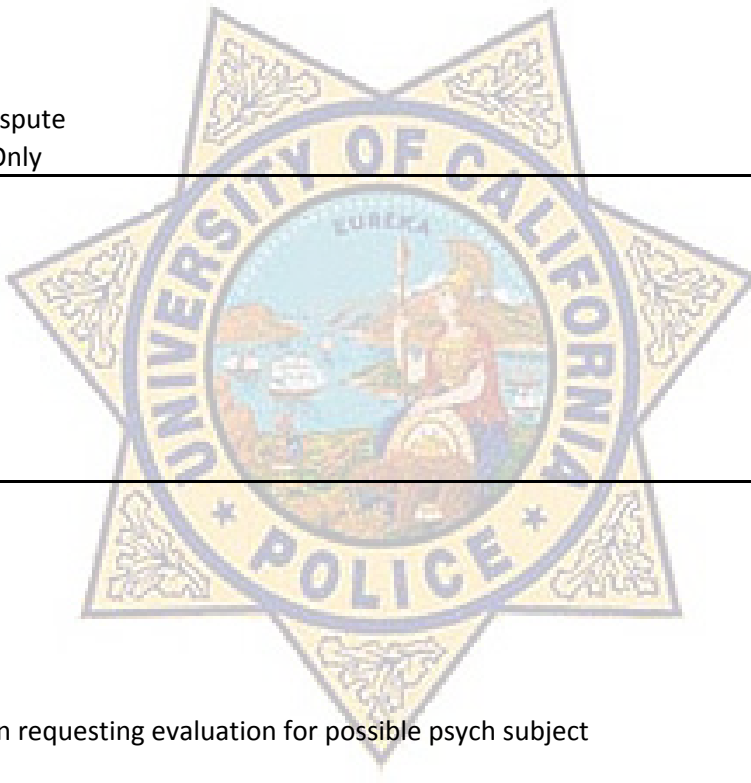 spute
Only
UNIVERSITY OF CALIFORNIA
EUREKA
POLICE
n requesting evaluation for possible psych subject